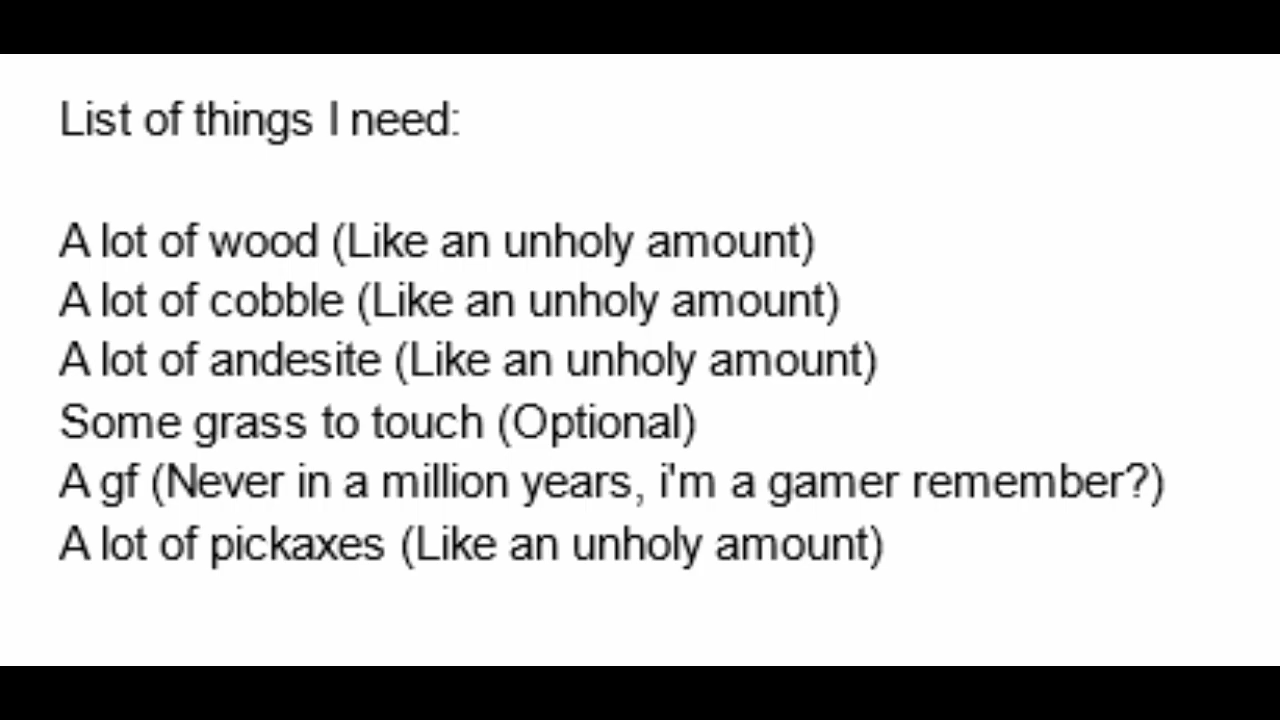 List of things I need:
A lot of wood (Like an unholy amount)
A lot of cobble (Like an unholy amount)
A lot of andesite (Like an unholy amount)
Some grass to touch (Optional)
A gf (Never in a million years, i'm a gamer remember?)
A lot of pickaxes (Like an unholy amount)